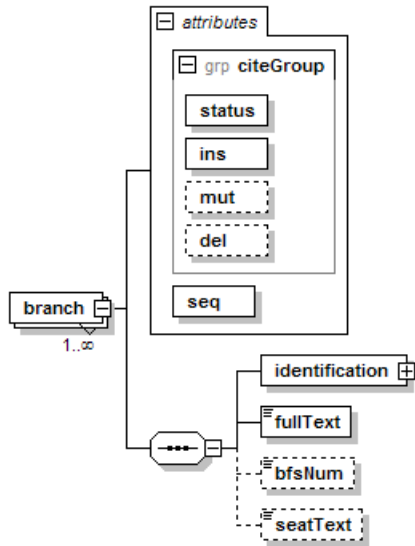 attributes
grp citeGroup
status
ins
mut
del
seq
branch
1..∞
identification
fullText
bfsNum
seatText